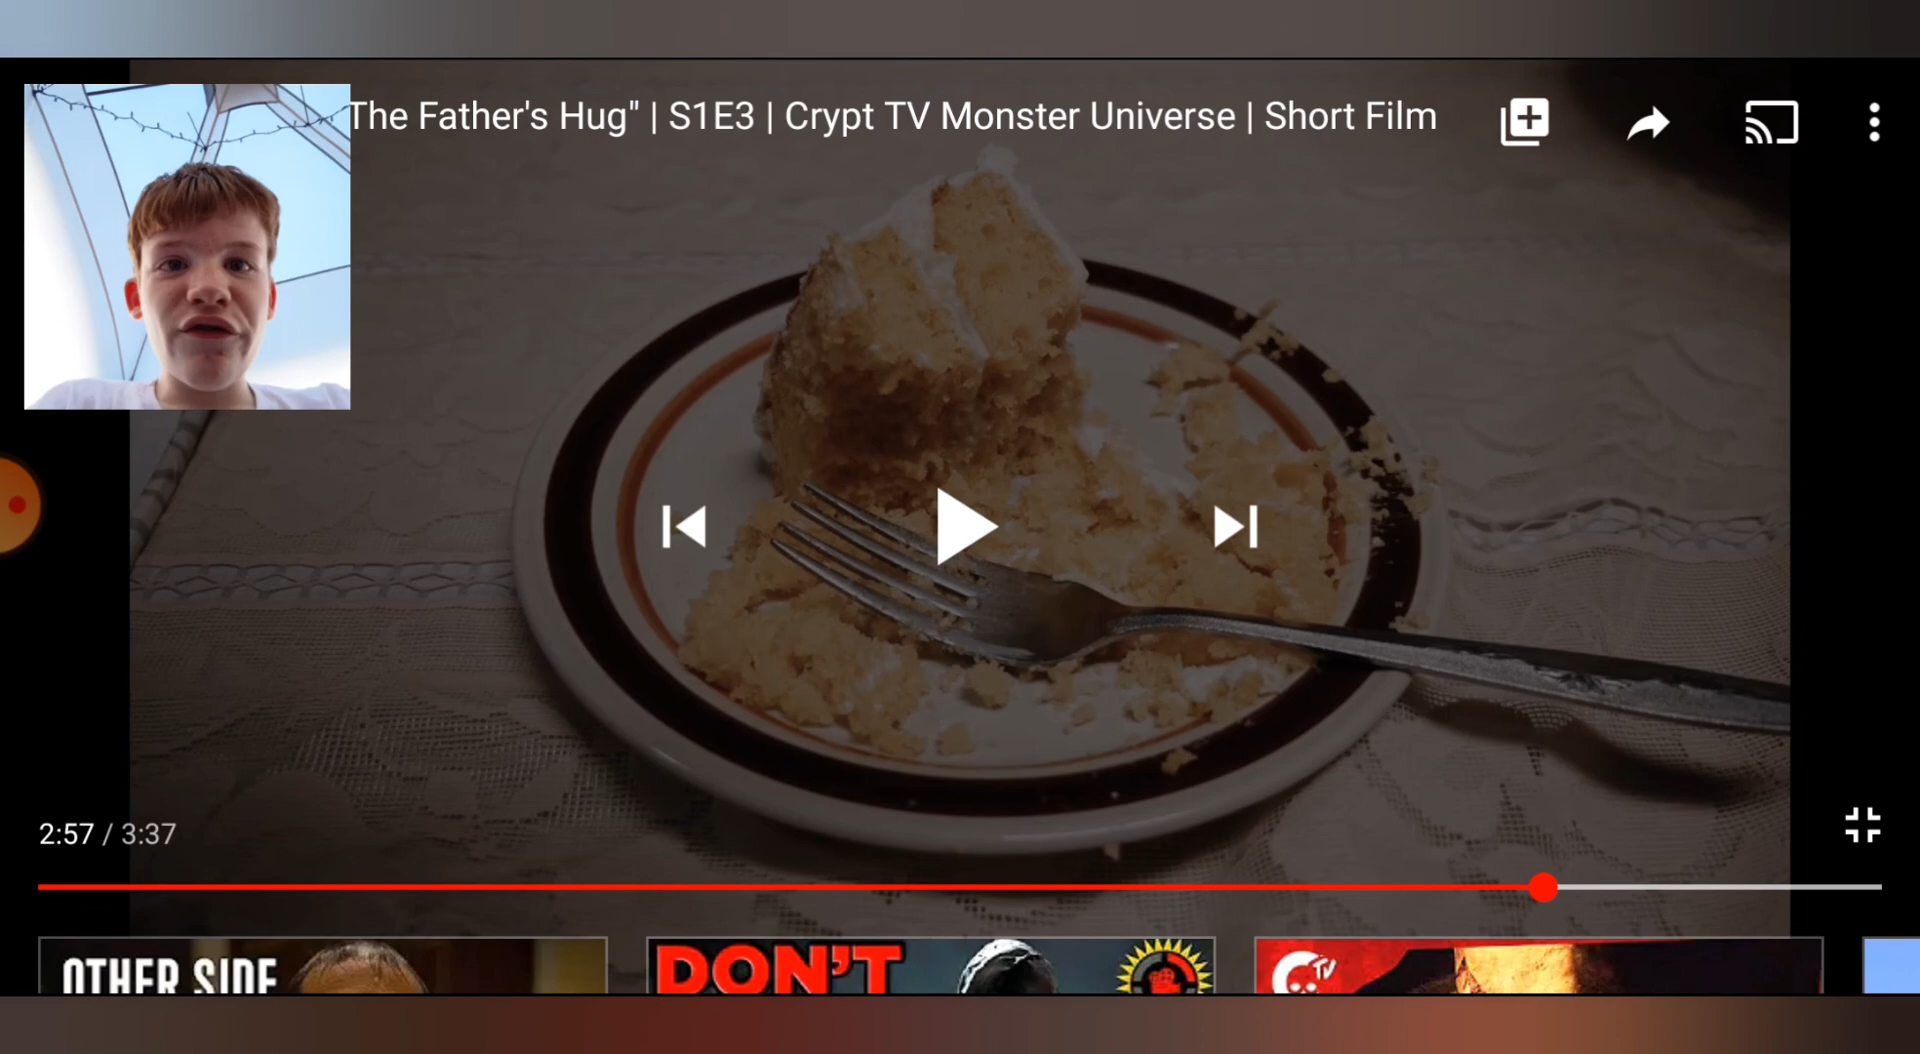 The Father's Hug" | S1E3 | Crypt TV Monster Universe | Short Film
2:57 / 3:37
OTHER SIDE
DON'T
TV